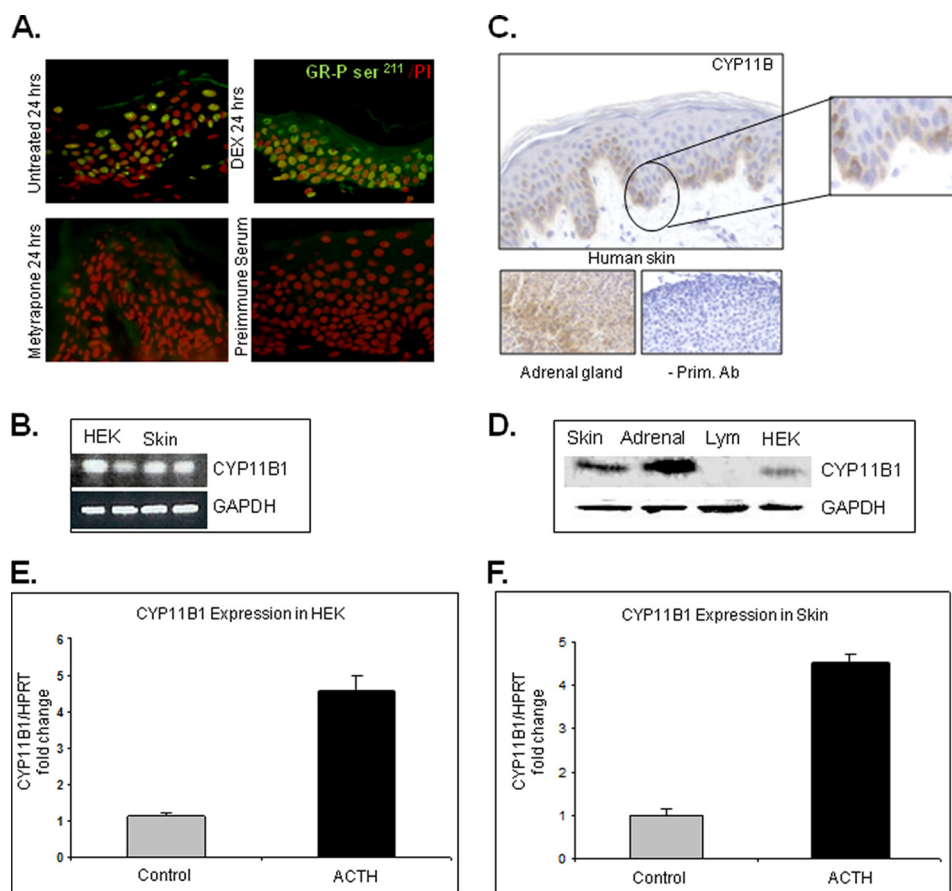 A.
GR-P ser 211 /PI
Untreated 24 hrs
DEX 24 hrs
Metyrapone 24 hrs
Preimmune Serum
C.
CYP11B
Human skin
Adrenal gland
- Prim. Ab
B.
HEK Skin
CYP11B1
GAPDH
D.
Skin Adrenal Lym HEK
CYP11B1
GAPDH
E.
CYP11B1 Expression in HEK
CYP11B1/HPRT
fold change
6
5
4
3
2
1
0
Control ACTH
F.
CYP11B1 Expression in Skin
CYP11B1/HPRT
fold change
5
4
3
2
1
0
Control ACTH